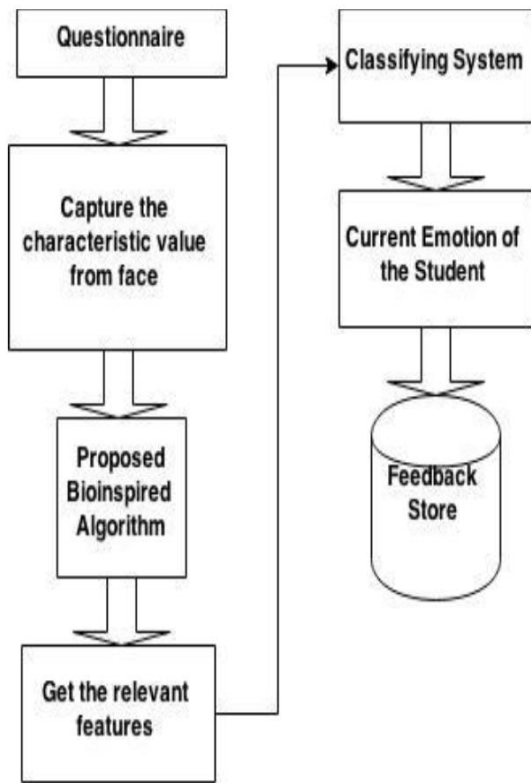 Questionnaire
Capture the
characteristic value
from face
Proposed
Bioinspired
Algorithm
Get the relevant
features
Classifying System
Current Emotion of
the Student
Feedback
Store